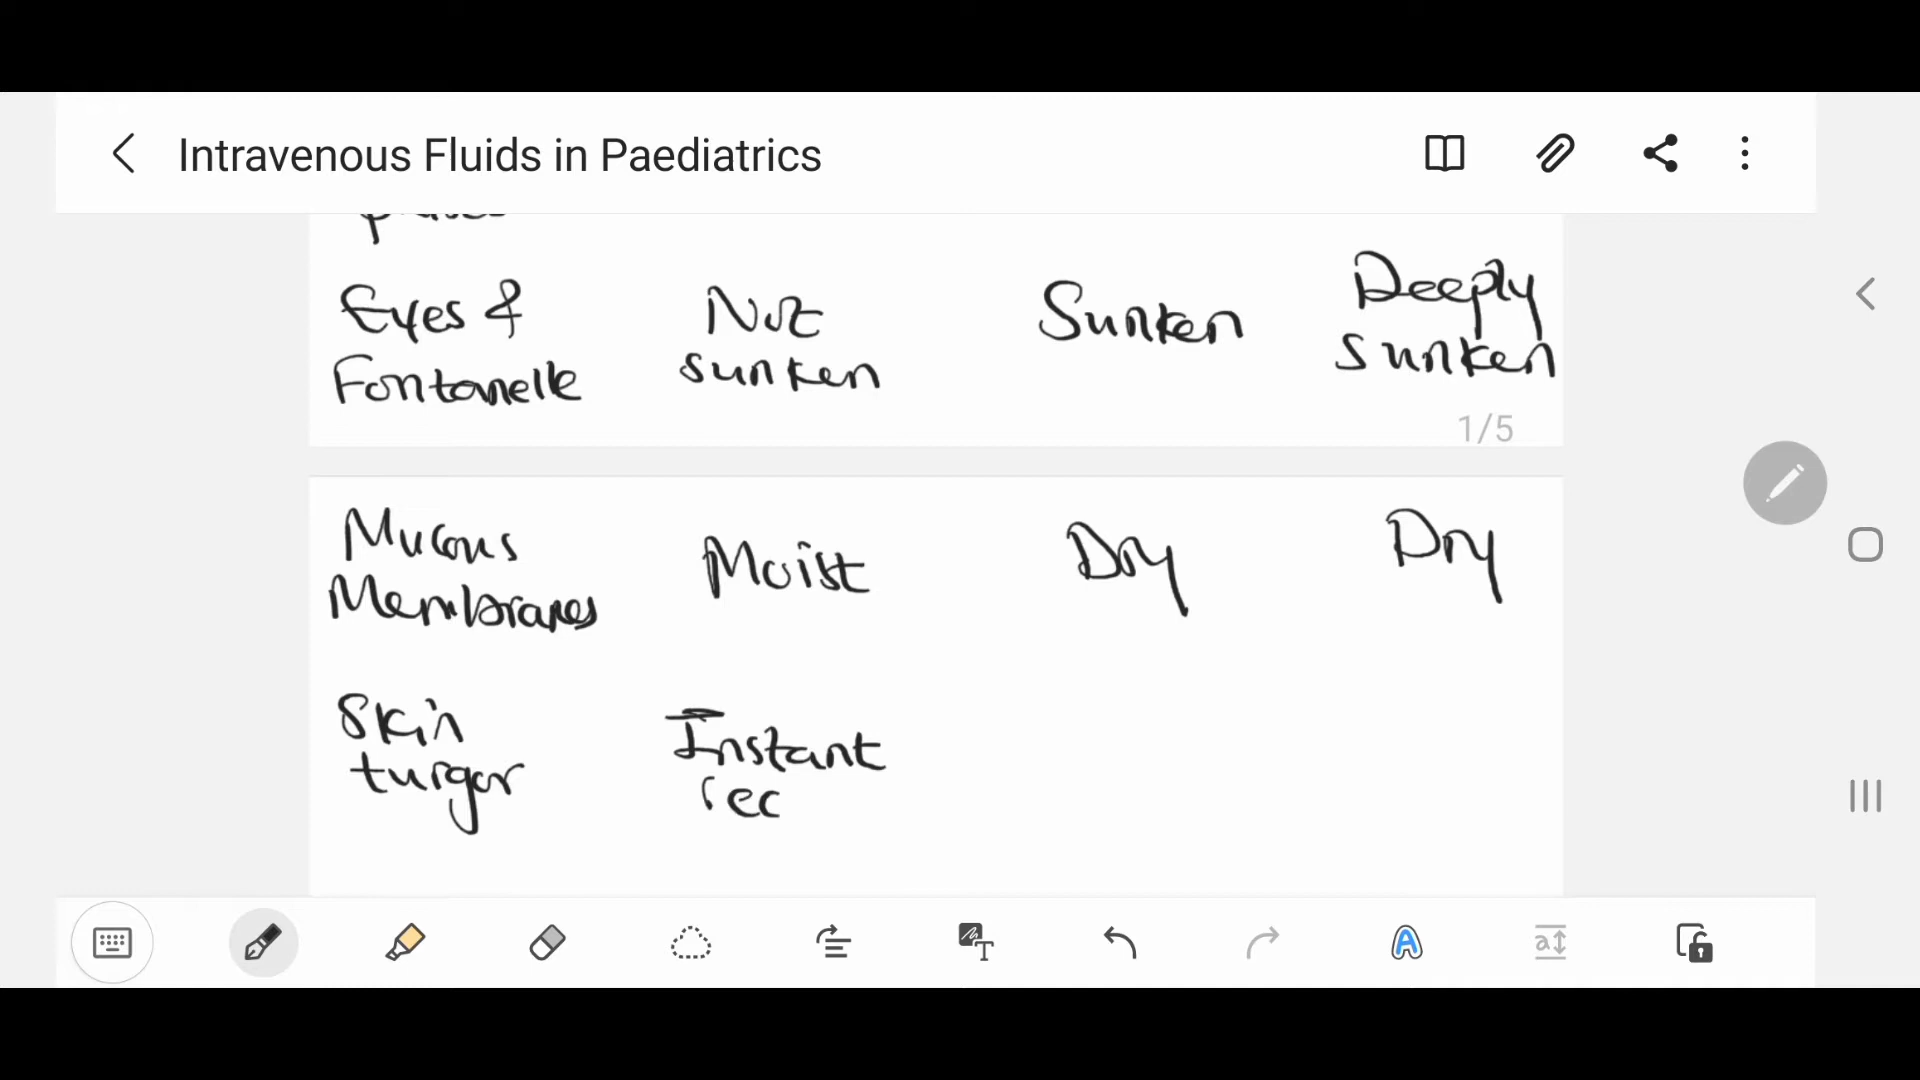 Intravenous Fluids in Paediatrics
Eyes & Not Sunken Deeply
Fontanelle sunken sunken
1/5
Mucous Moist Dry Dry
Membranes
Skin Instant
turgor rec